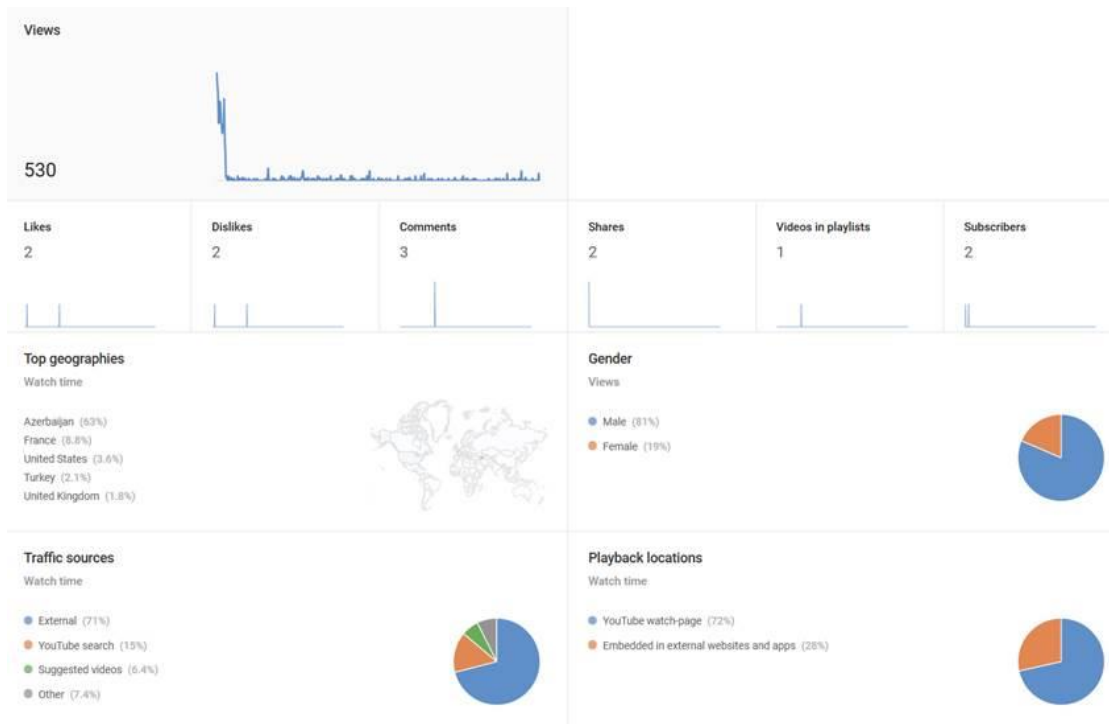 Views
530
Likes
2
Dislikes
2
Comments
3
Shares
2
Videos in playlists
1
Subscribers
2
Top geographies
Watch time
Azerbaijan (63%)
France (8.8%)
United States (3.6%)
Turkey (2.1%)
United Kingdom (1.8%)
Gender
Views
Male (81%)
Female (19%)
Traffic sources
Watch time
External (71%)
YouTube search (15%)
Suggested videos (6.4%)
Other (7.4%)
Playback locations
Watch time
YouTube watch-page (72%)
Embedded in external websites and apps (28%)